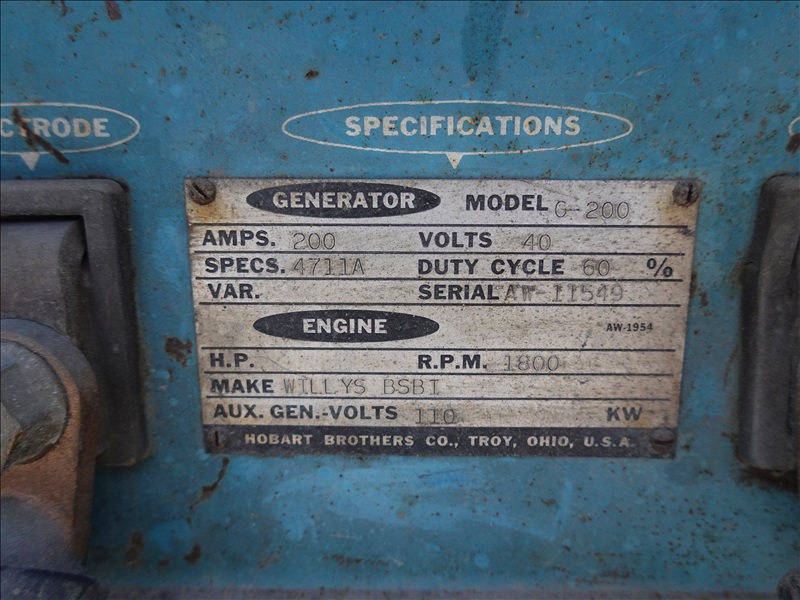 CTRODE
SPECIFICATIONS
GENERATOR MODEL G-200
AMPS. 200 VOLTS 40
SPECS. 4711A DUTY CYCLE 60 %
VAR. SERIAL AW-11549
ENGINE AW-1954
H.P. R.P.M. 1800
MAKE WILLYS BSBI
AUX. GEN.-VOLTS 110 KW
HOBART BROTHERS CO., TROY, OHIO, U.S.A.